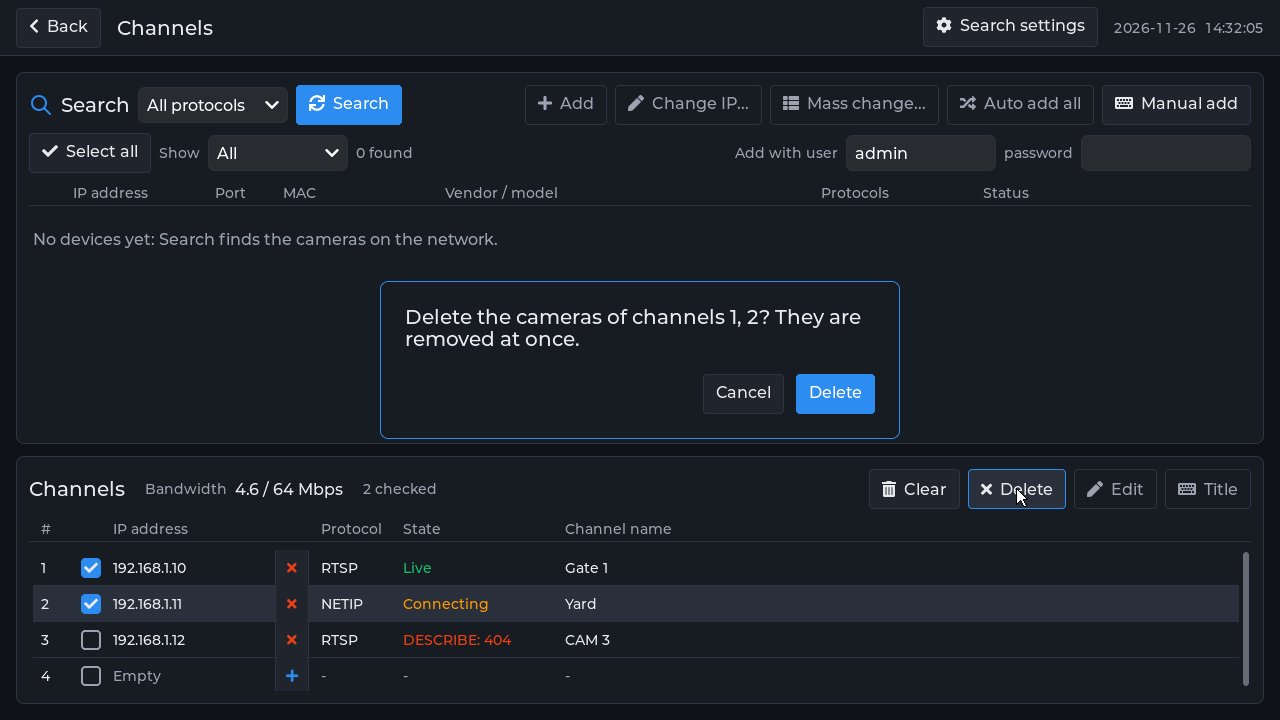 Back Channels Search settings 2026-11-26 14:32:05
Search All protocols Search Add Change IP... Mass change... Auto add all Manual add
Select all Show All 0 found Add with user admin password
IP address Port MAC Vendor / model Protocols Status
No devices yet: Search finds the cameras on the network.
Delete the cameras of channels 1, 2? They are
removed at once.
Cancel Delete
Channels Bandwidth 4.6 / 64 Mbps 2 checked Clear Delete Edit Title
# IP address Protocol State Channel name
1 192.168.1.10 RTSP Live Gate 1
2 192.168.1.11 NETIP Connecting Yard
3 192.168.1.12 RTSP DESCRIBE: 404 CAM 3
4 Empty - - -